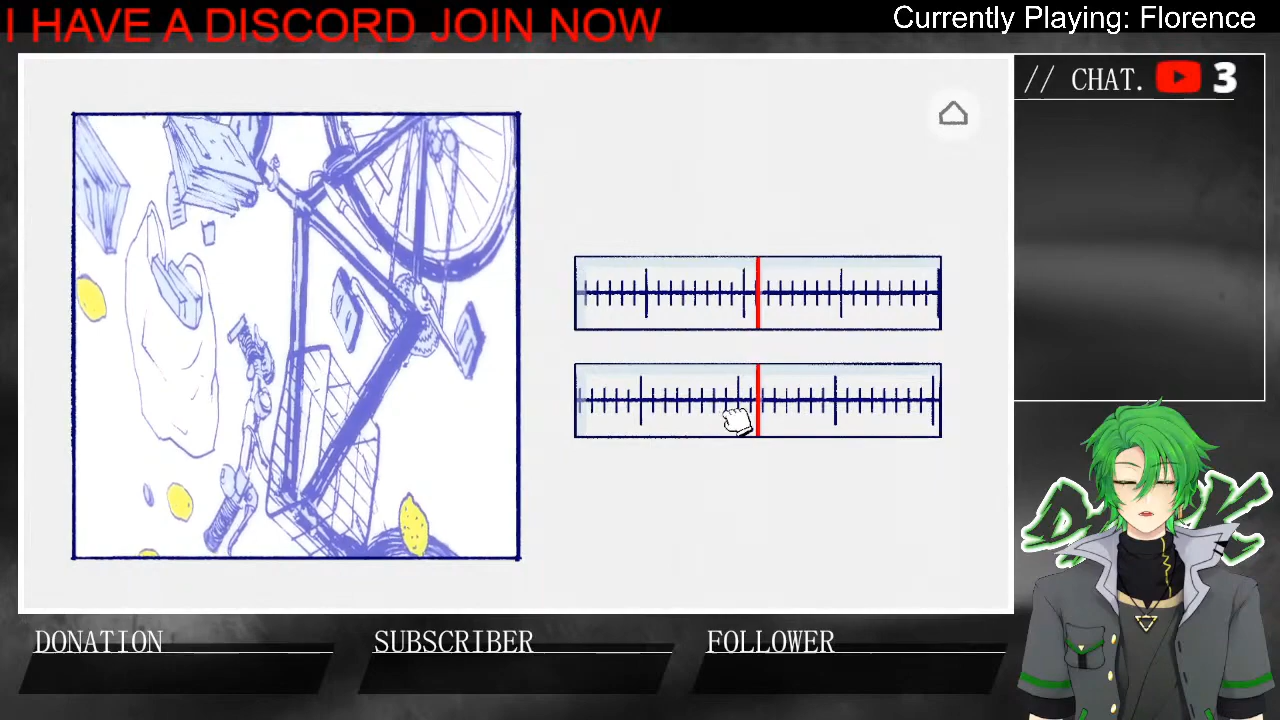 I HAVE A DISCORD JOIN NOW
Currently Playing: Florence
// CHAT. 3
DONATION
SUBSCRIBER
FOLLOWER